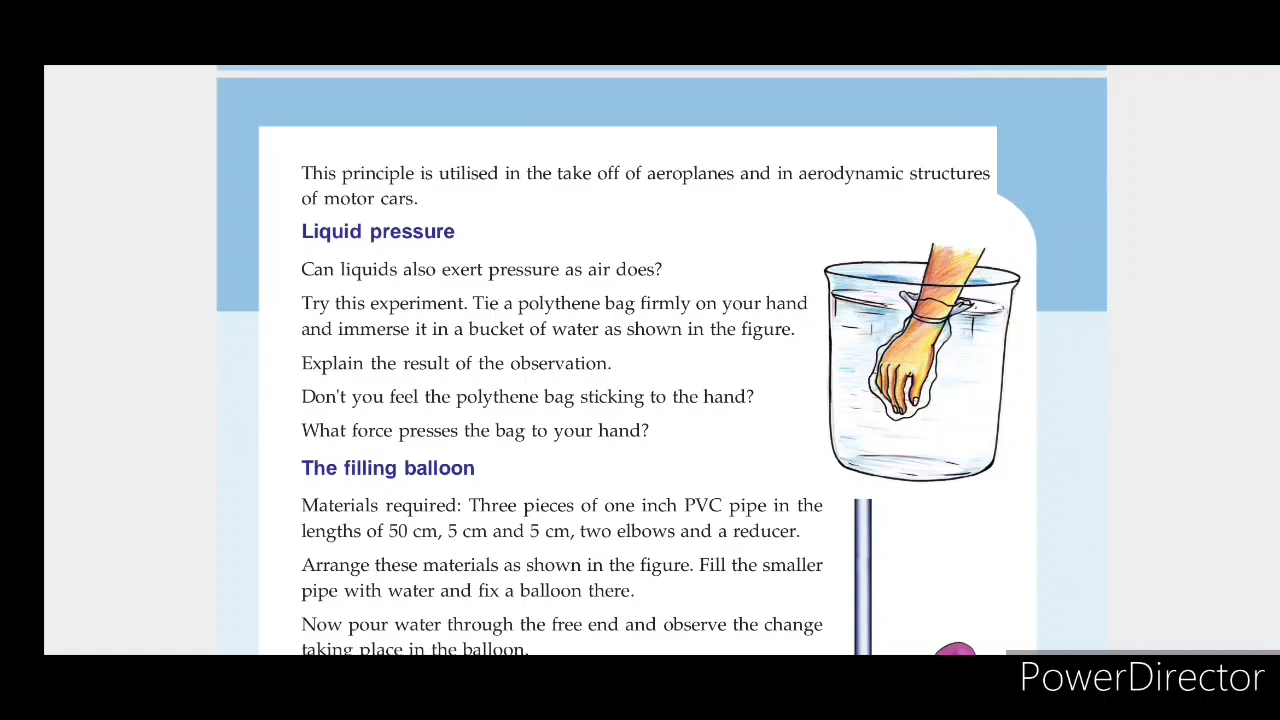 This principle is utilised in the take off of aeroplanes and in aerodynamic structures
of motor cars.
Liquid pressure
Can liquids also exert pressure as air does?
Try this experiment. Tie a polythene bag firmly on your hand
and immerse it in a bucket of water as shown in the figure.
Explain the result of the observation.
Don't you feel the polythene bag sticking to the hand?
What force presses the bag to your hand?
The filling balloon
Materials required: Three pieces of one inch PVC pipe in the
lengths of 50 cm, 5 cm and 5 cm, two elbows and a reducer.
Arrange these materials as shown in the figure. Fill the smaller
pipe with water and fix a balloon there.
Now pour water through the free end and observe the change
taking place in the balloon.
PowerDirector